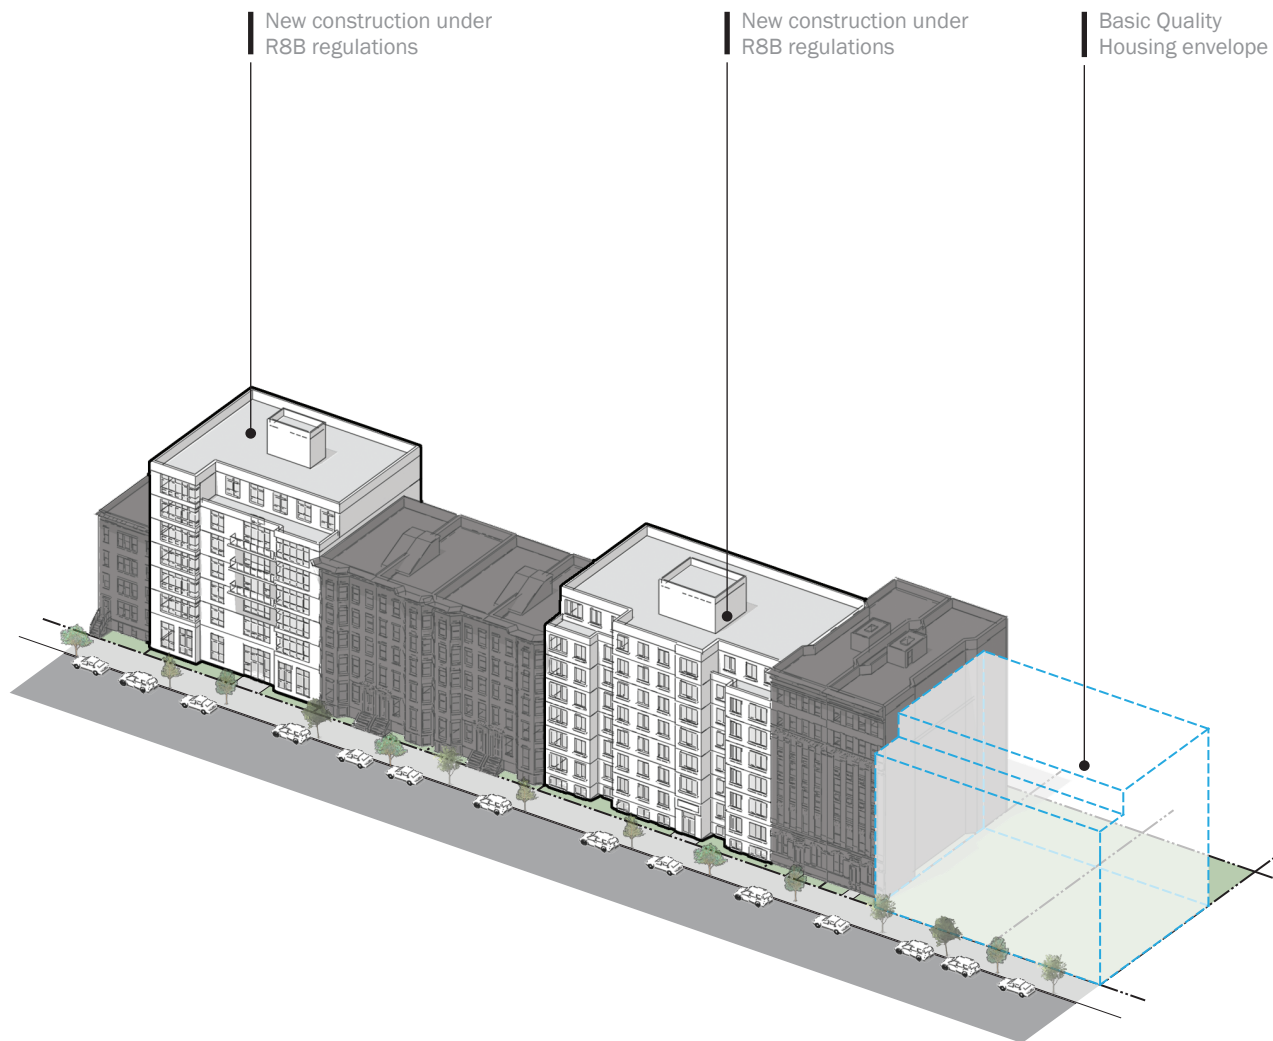 New construction under
R8B regulations
New construction under
R8B regulations
Basic Quality
Housing envelope